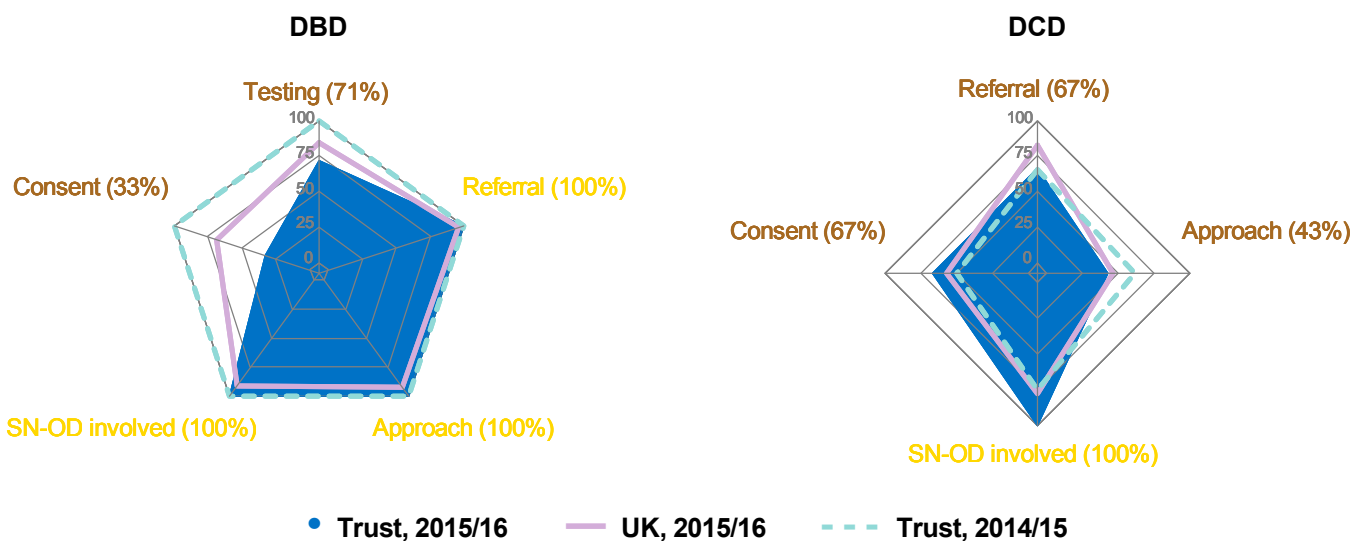 DBD
DCD
Testing (71%)
Referral (67%)
100
75
50
25
0
100
75
50
25
0
Consent (33%)
Referral (100%)
Consent (67%)
Approach (43%)
SN-OD involved (100%)
Approach (100%)
SN-OD involved (100%)
Trust, 2015/16
UK, 2015/16
Trust, 2014/15